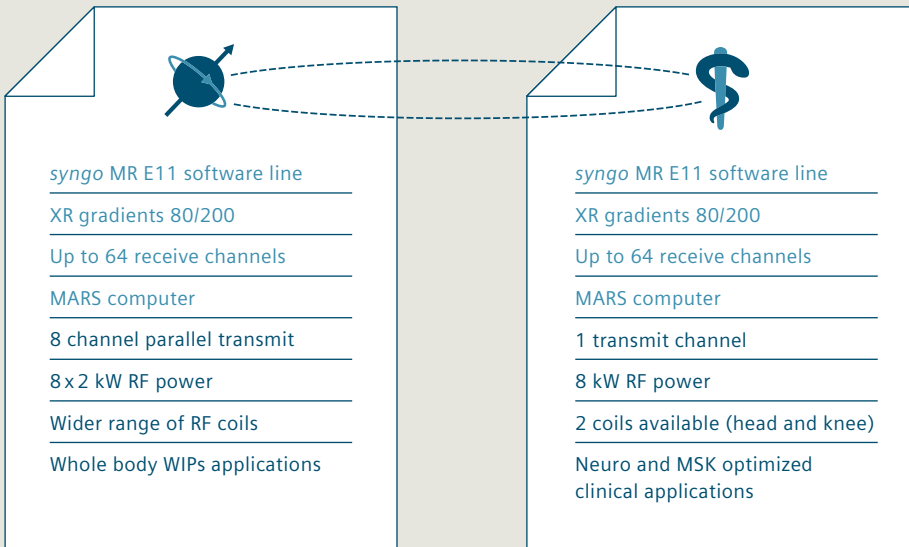 syngo MR E11 software line
XR gradients 80/200
Up to 64 receive channels
MARS computer
8 channel parallel transmit
8 x 2 kW RF power
Wider range of RF coils
Whole body WIPs applications
syngo MR E11 software line
XR gradients 80/200
Up to 64 receive channels
MARS computer
1 transmit channel
8 kW RF power
2 coils available (head and knee)
Neuro and MSK optimized
clinical applications